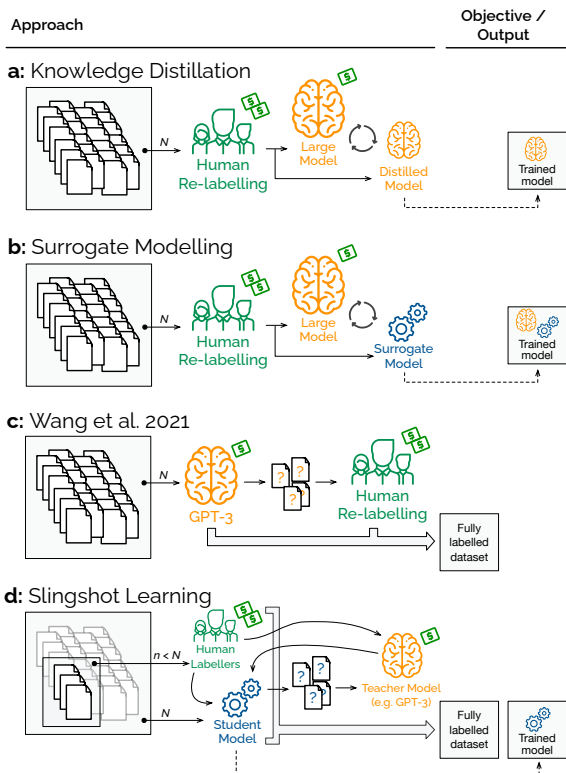 Approach
Objective /
Output
a: Knowledge Distillation
N
$
$
Human
Re-labelling
$
Large
Model
Distilled
Model
Trained
model
b: Surrogate Modelling
N
$
$
Human
Re-labelling
$
Large
Model
Surrogate
Model
Trained
model
c: Wang et al. 2021
N
$
GPT-3
?
?
?
?
$
$
Human
Re-labelling
Fully
labelled
dataset
d: Slingshot Learning
n < N
N
$
$
Human
Labellers
Student
Model
?
?
?
?
$
Teacher Model
(e.g. GPT-3)
Fully
labelled
dataset
Trained
model